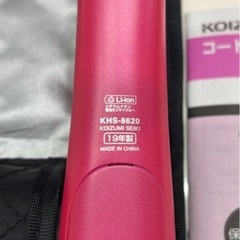 Li-ion
リチウムイオン
電池のリサイクルへ
KHS-8620
KOIZUMI SEIKI
19年製
MADE IN CHINA
KOIZ
コード
保